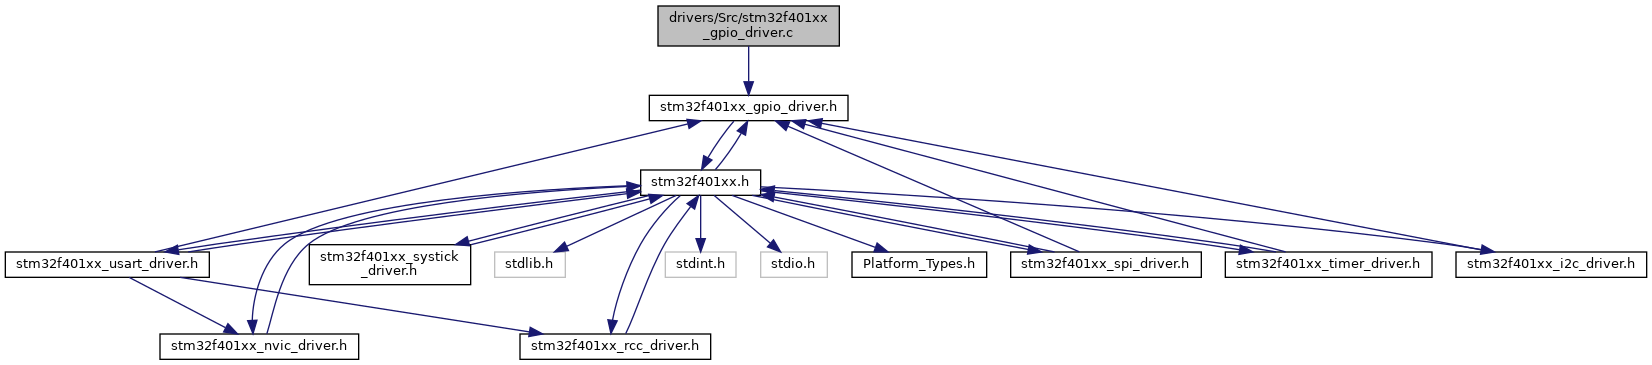 drivers/Src/stm32f401xx
_gpio_driver.c
stm32f401xx_gpio_driver.h
stm32f401xx.h
stm32f401xx_usart_driver.h
stm32f401xx_systick
_driver.h
stdlib.h
stdint.h
stdio.h
Platform_Types.h
stm32f401xx_spi_driver.h
stm32f401xx_timer_driver.h
stm32f401xx_i2c_driver.h
stm32f401xx_nvic_driver.h
stm32f401xx_rcc_driver.h